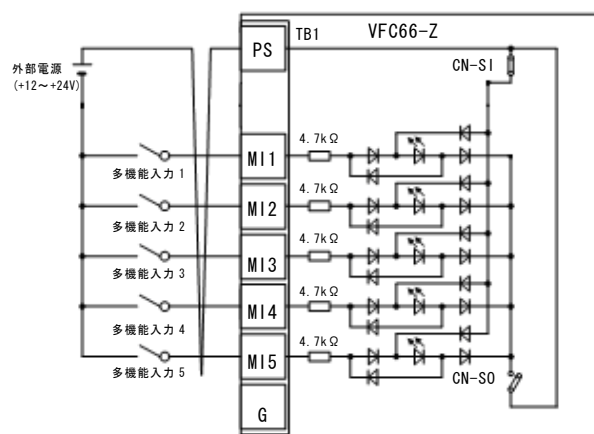 VFC66-Z
TB1
PS
CN-SI
外部電源
(+12～+24V)
4.7kΩ
MI1
多機能入力 1
4.7kΩ
MI2
多機能入力 2
4.7kΩ
MI3
多機能入力 3
4.7kΩ
MI4
多機能入力 4
4.7kΩ
MI5
多機能入力 5
CN-SO
G